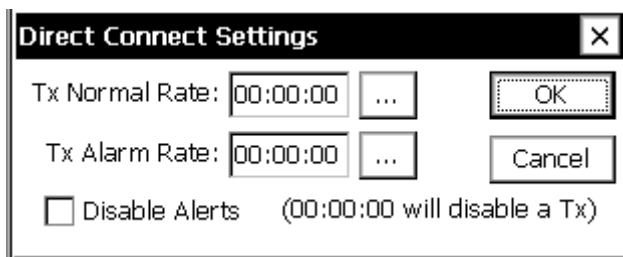 Direct Connect Settings
Tx Normal Rate: 00:00:00 ... OK
Tx Alarm Rate: 00:00:00 ... Cancel
Disable Alerts (00:00:00 will disable a Tx)